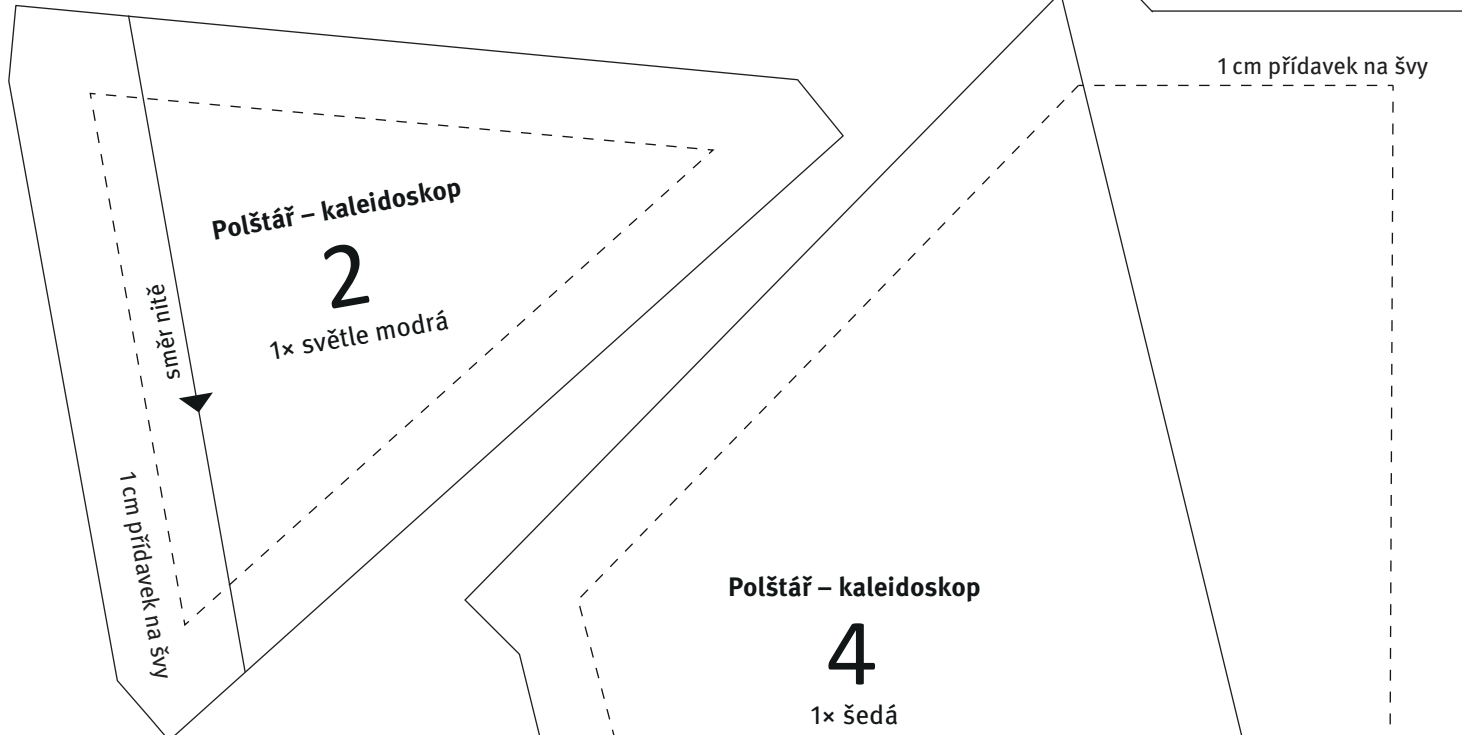 Polštář – kaleidoskop
2
1× světle modrá
směr nitě
1 cm přídavek na švy
1 cm přídavek na švy
Polštář – kaleidoskop
4
1× šedá